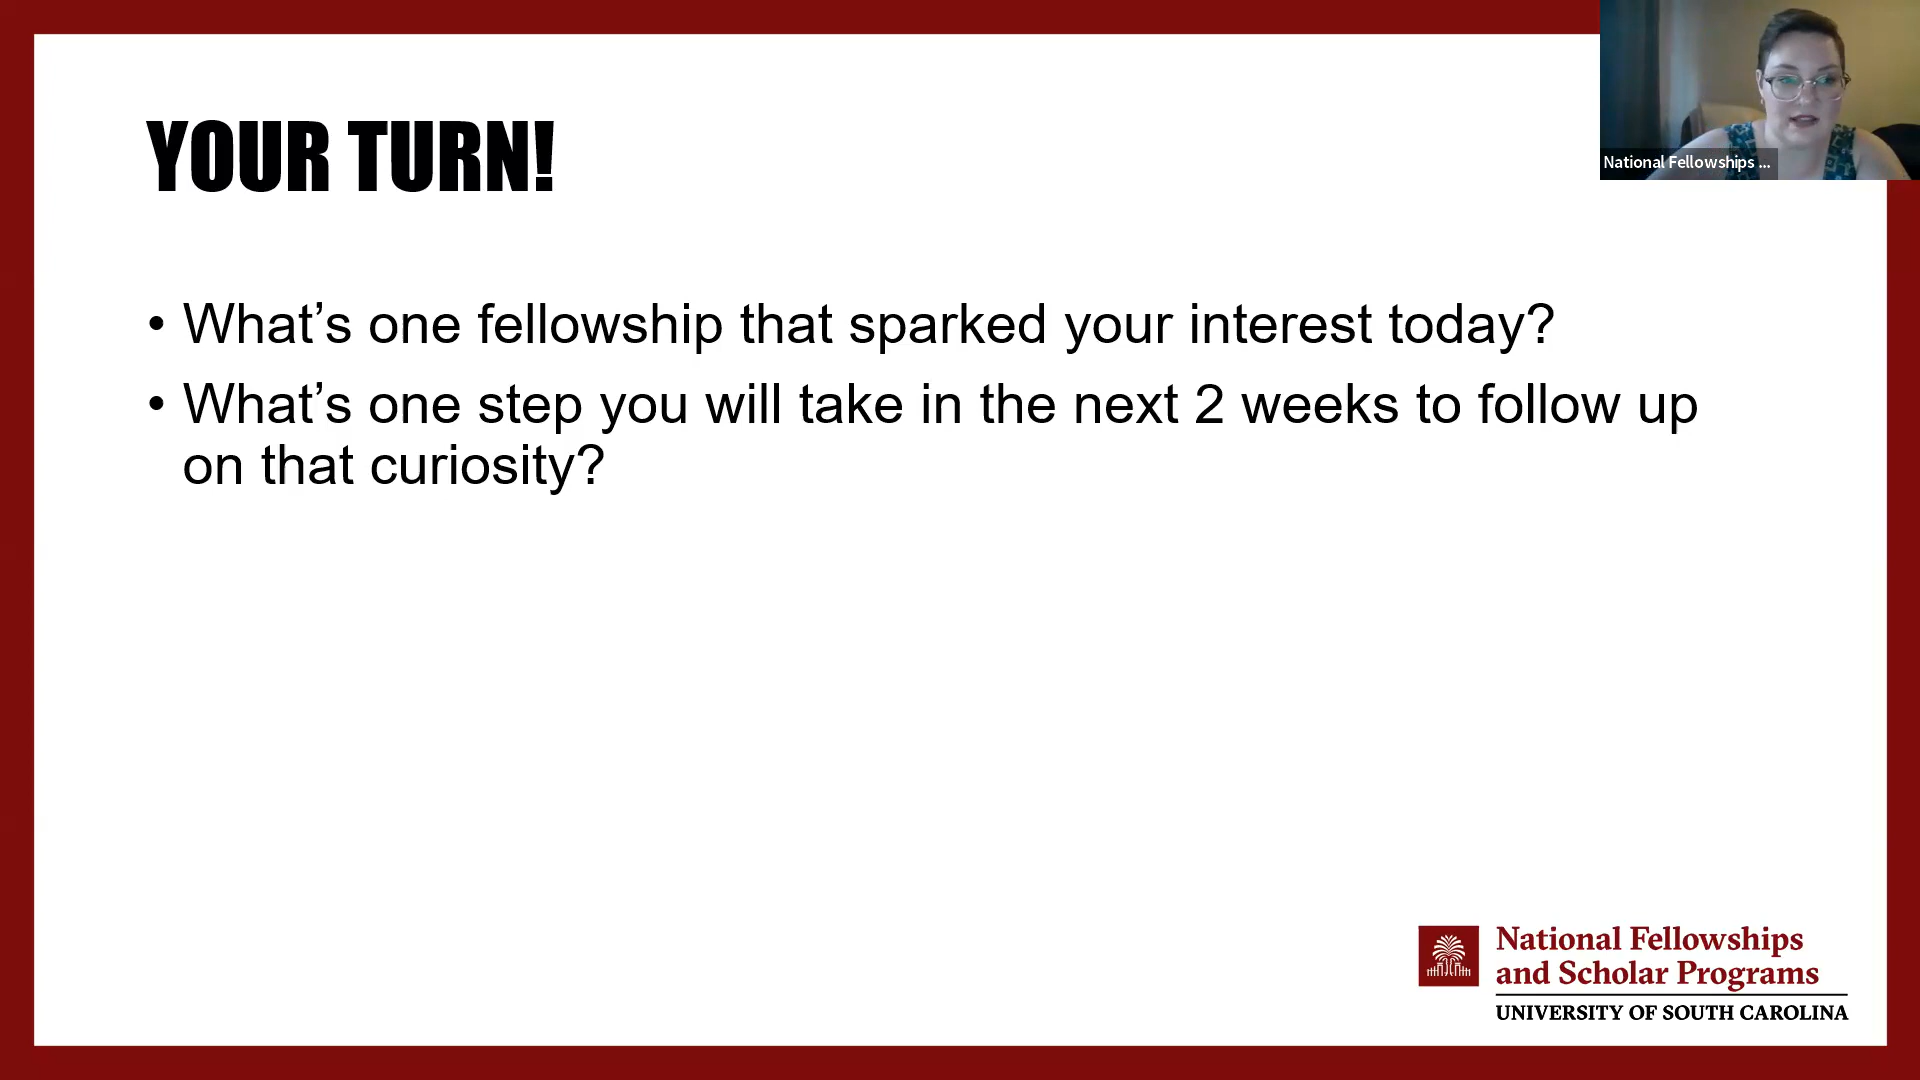 YOUR TURN!
National Fellowships ...
• What’s one fellowship that sparked your interest today?
• What’s one step you will take in the next 2 weeks to follow up
on that curiosity?
National Fellowships
and Scholar Programs
UNIVERSITY OF SOUTH CAROLINA